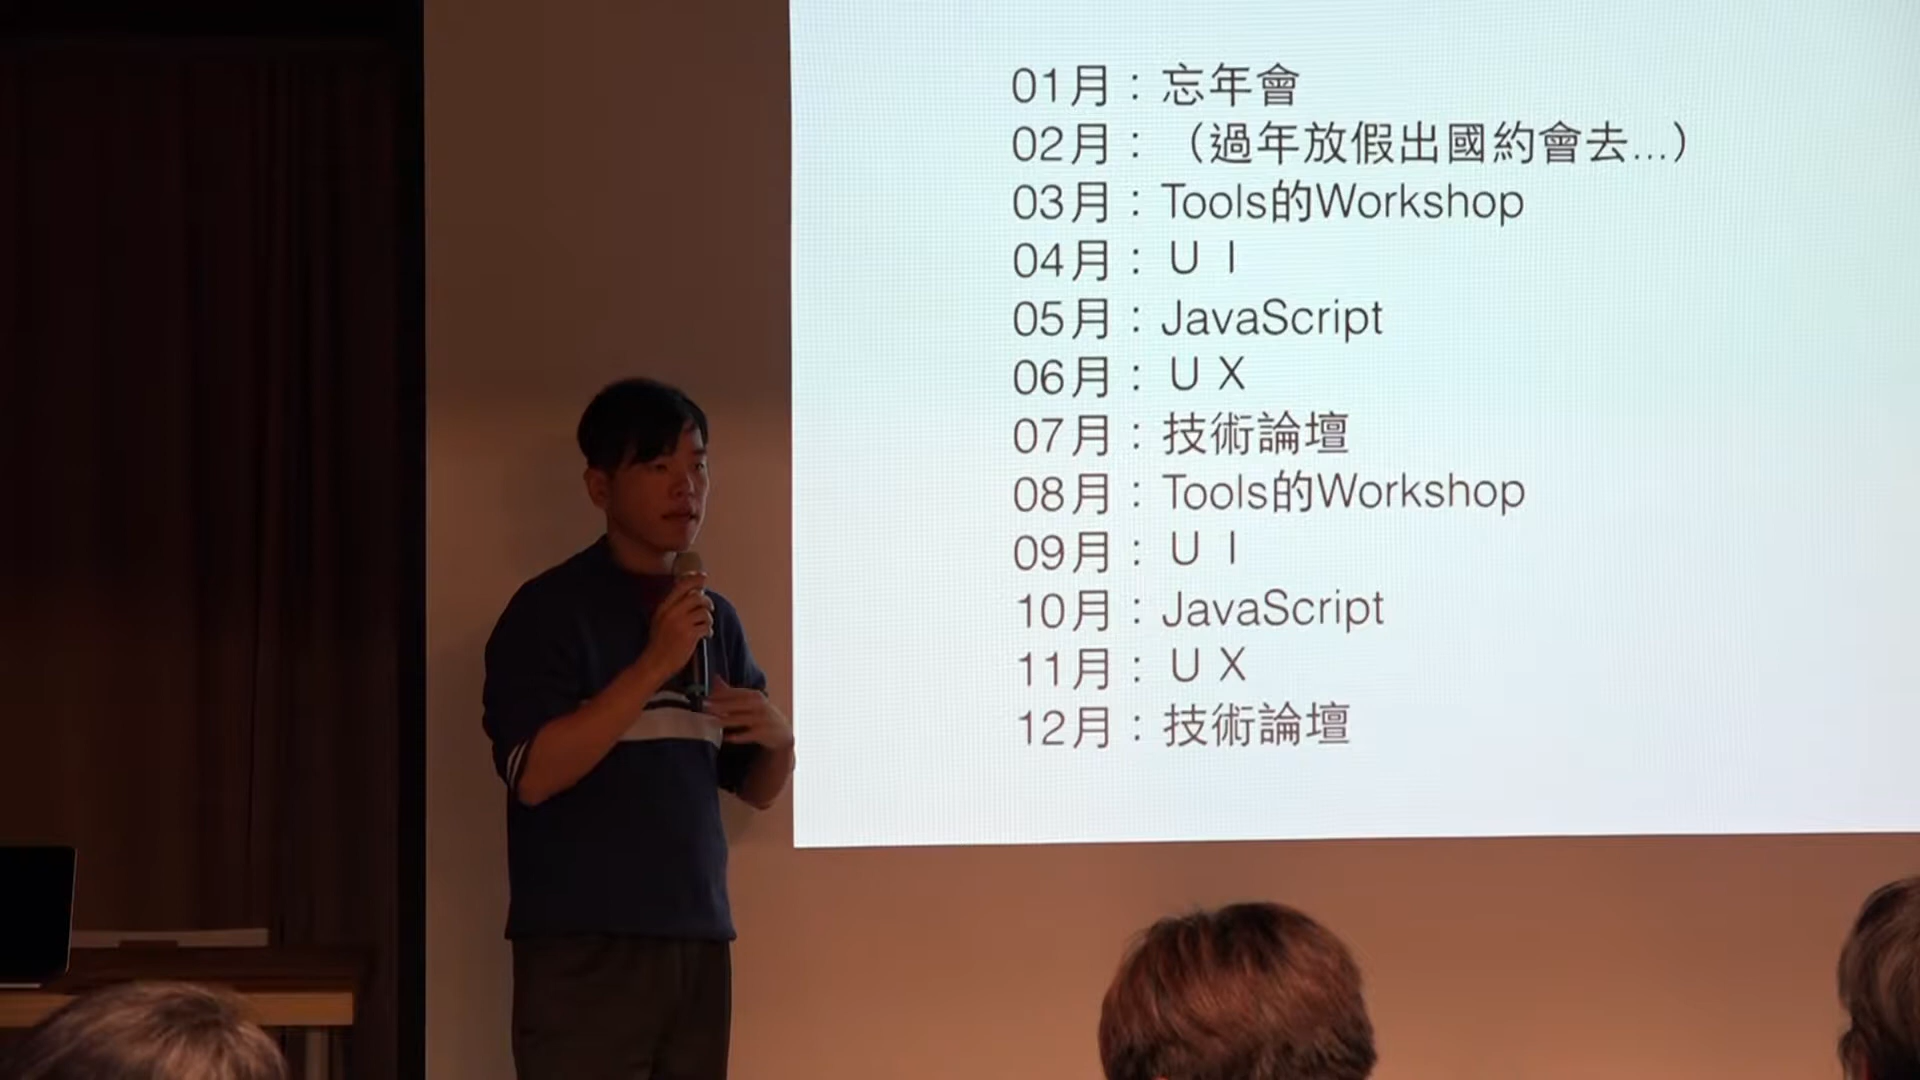 01月：忘年會
02月：（過年放假出國約會去...）
03月：Tools的Workshop
04月：ＵＩ
05月：JavaScript
06月：ＵＸ
07月：技術論壇
08月：Tools的Workshop
09月：ＵＩ
10月：JavaScript
11月：ＵＸ
12月：技術論壇